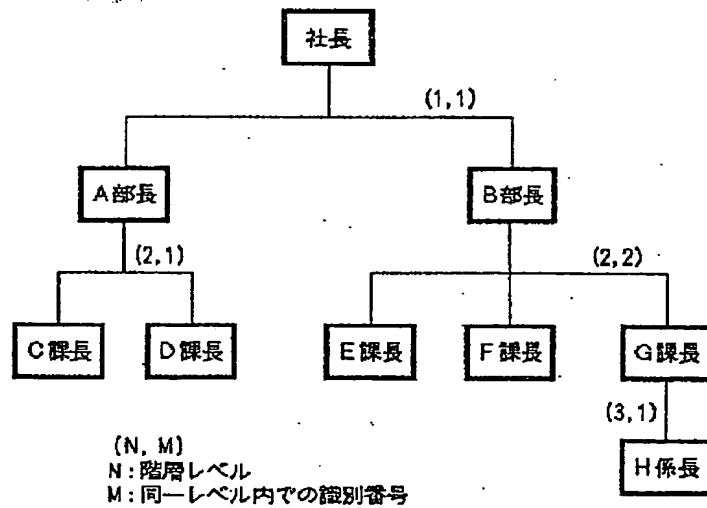 社長
(1,1)
A部長
B部長
(2,1)
(2,2)
C課長
D課長
E課長
F課長
G課長
(3,1)
H係長
(N, M)
N:階層レベル
M:同一レベル内での識別番号